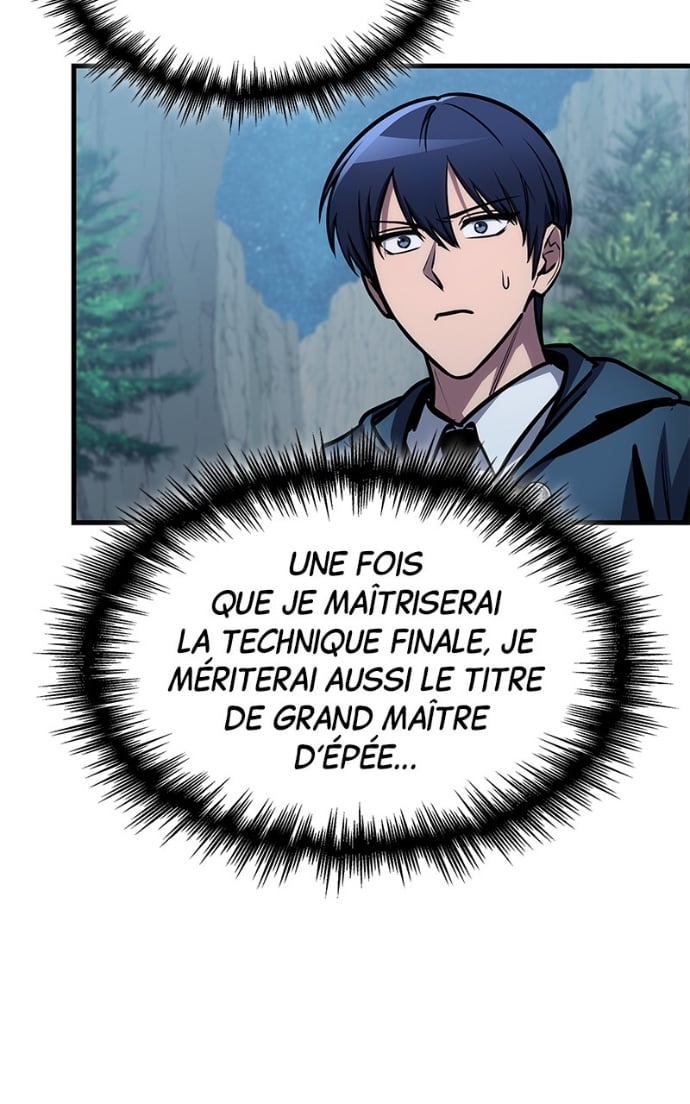 UNE FOIS
QUE JE MAÎTRISERAI
LA TECHNIQUE FINALE, JE
MÉRITERAI AUSSI LE TITRE
DE GRAND MAÎTRE
D'ÉPÉE...